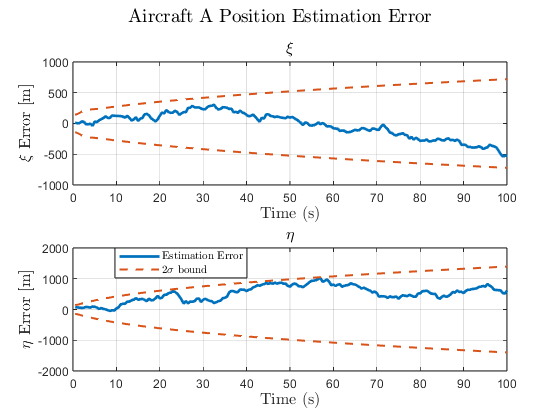 Aircraft A Position Estimation Error
ξ
1000
500
0
-500
-1000
ξ Error [m]
0 10 20 30 40 50 60 70 80 90 100
Time (s)
η
2000
1000
0
-1000
-2000
η Error [m]
Estimation Error
2σ bound
0 10 20 30 40 50 60 70 80 90 100
Time (s)